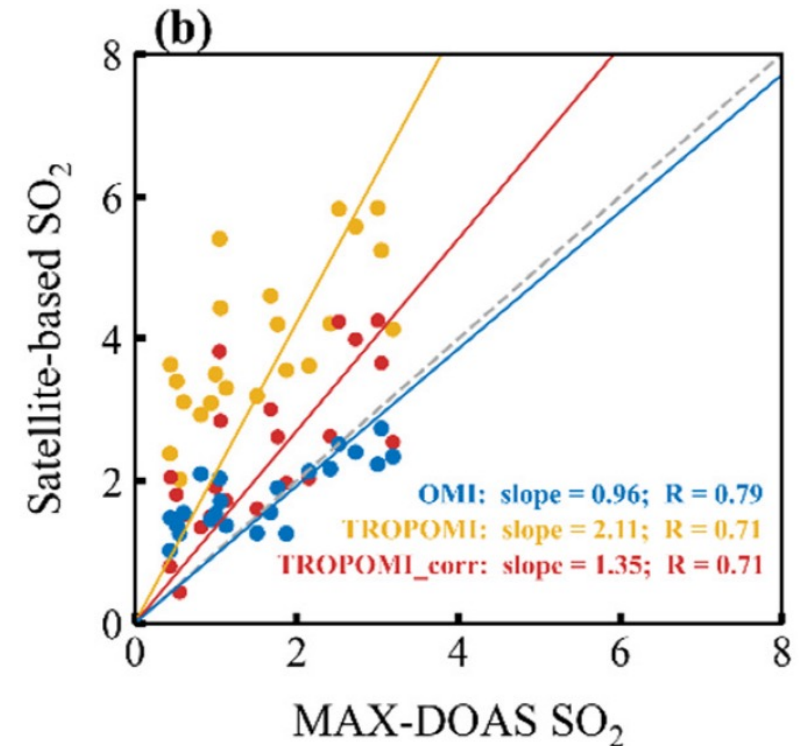 (b)
8
6
4
2
0
Satellite-based SO₂
OMI: slope = 0.96; R = 0.79
TROPOMI: slope = 2.11; R = 0.71
TROPOMI_corr: slope = 1.35; R = 0.71
0 2 4 6 8
MAX-DOAS SO₂